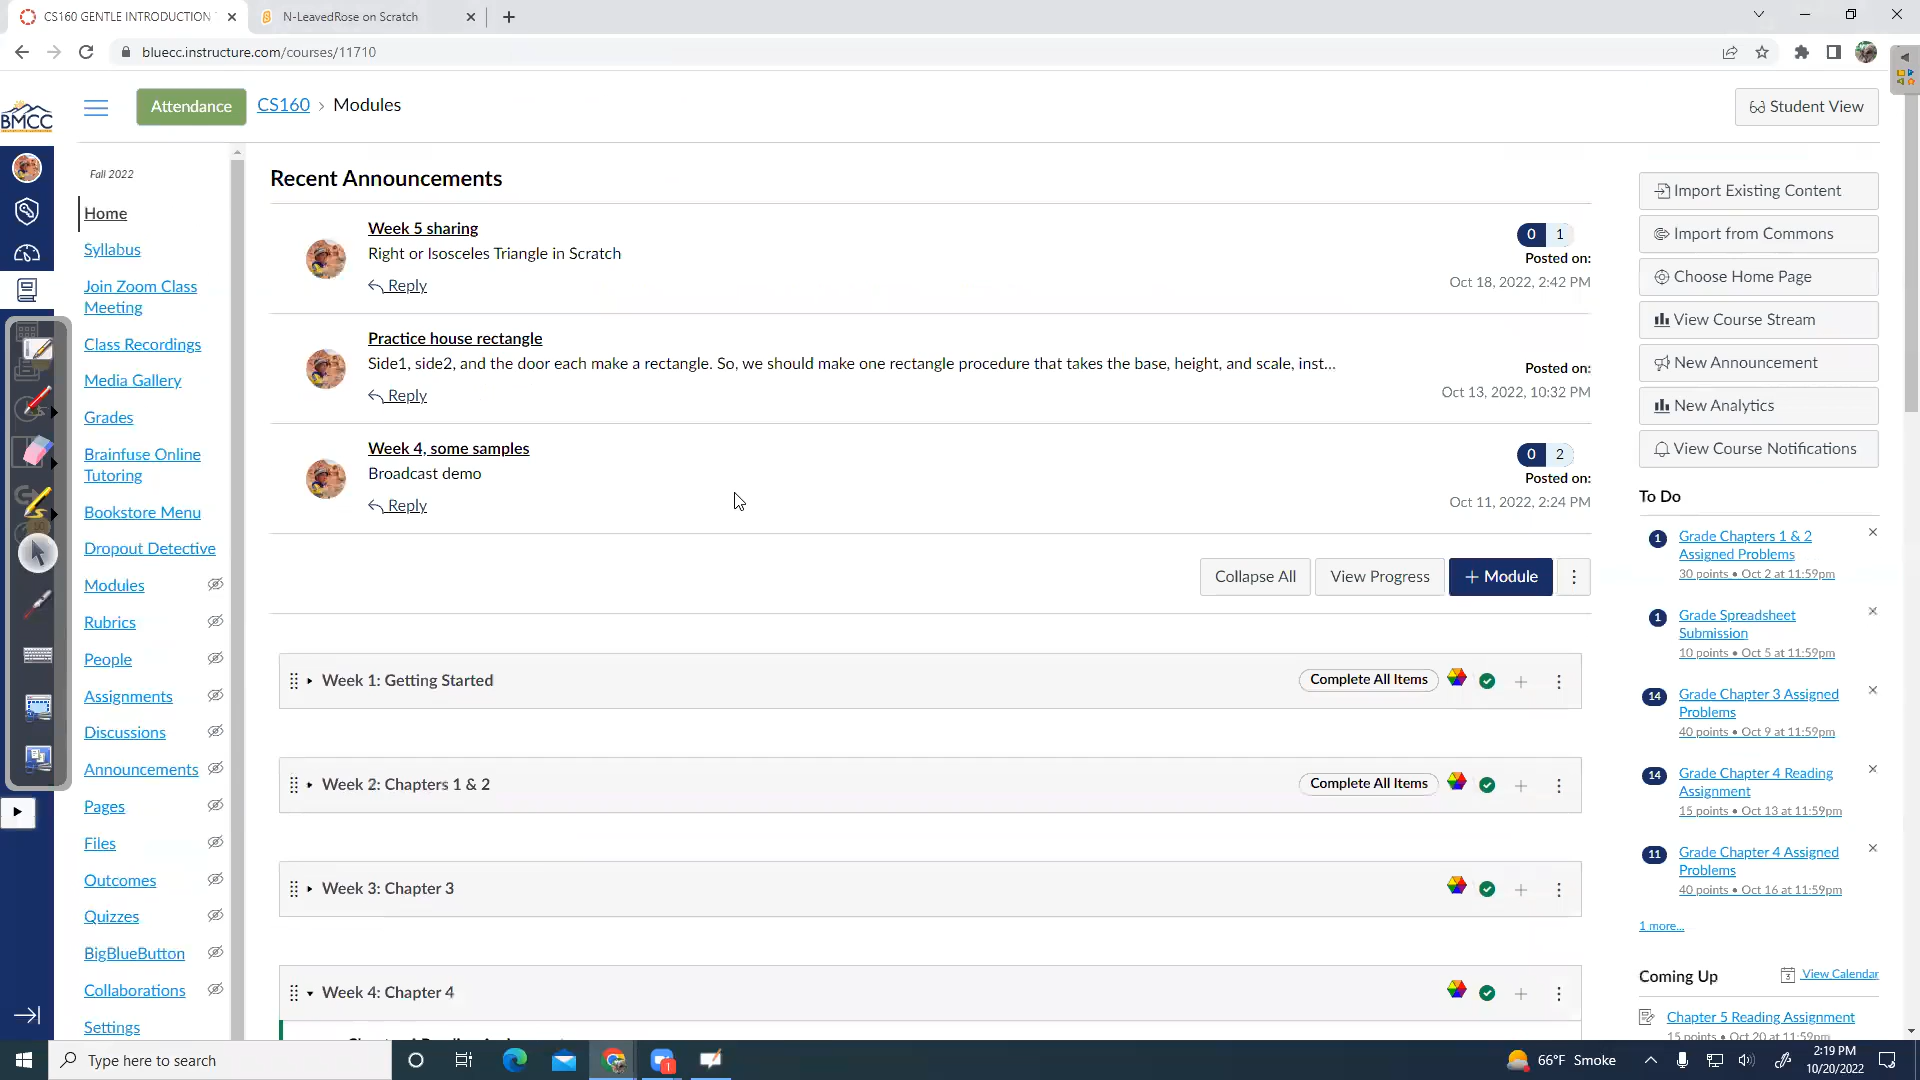 CS160 GENTLE INTRODUCTION
N-LeavedRose on Scratch
bluecc.instructure.com/courses/11710
BMCC
Attendance
CS160 › Modules
Student View
Fall 2022
Home
Syllabus
Join Zoom Class
Meeting
Class Recordings
Media Gallery
Grades
Brainfuse Online
Tutoring
Bookstore Menu
Dropout Detective
Modules
Rubrics
People
Assignments
Discussions
Announcements
Pages
Files
Outcomes
Quizzes
BigBlueButton
Collaborations
Settings
Recent Announcements
Week 5 sharing
Right or Isosceles Triangle in Scratch
Reply
0 1
Posted on:
Oct 18, 2022, 2:42 PM
Practice house rectangle
Side1, side2, and the door each make a rectangle. So, we should make one rectangle procedure that takes the base, height, and scale, inst...
Reply
Posted on:
Oct 13, 2022, 10:32 PM
Week 4, some samples
Broadcast demo
Reply
0 2
Posted on:
Oct 11, 2022, 2:24 PM
Collapse All
View Progress
+ Module
Week 1: Getting Started
Complete All Items
Week 2: Chapters 1 & 2
Complete All Items
Week 3: Chapter 3
Week 4: Chapter 4
Import Existing Content
Import from Commons
Choose Home Page
View Course Stream
New Announcement
New Analytics
View Course Notifications
To Do
1
Grade Chapters 1 & 2
Assigned Problems
30 points • Oct 2 at 11:59pm
1
Grade Spreadsheet
Submission
10 points • Oct 5 at 11:59pm
14
Grade Chapter 3 Assigned
Problems
40 points • Oct 9 at 11:59pm
14
Grade Chapter 4 Reading
Assignment
15 points • Oct 13 at 11:59pm
11
Grade Chapter 4 Assigned
Problems
40 points • Oct 16 at 11:59pm
1 more...
Coming Up
3
View Calendar
Chapter 5 Reading Assignment
15 points • Oct 20 at 11:59pm
Type here to search
1
66°F Smoke
2:19 PM
10/20/2022